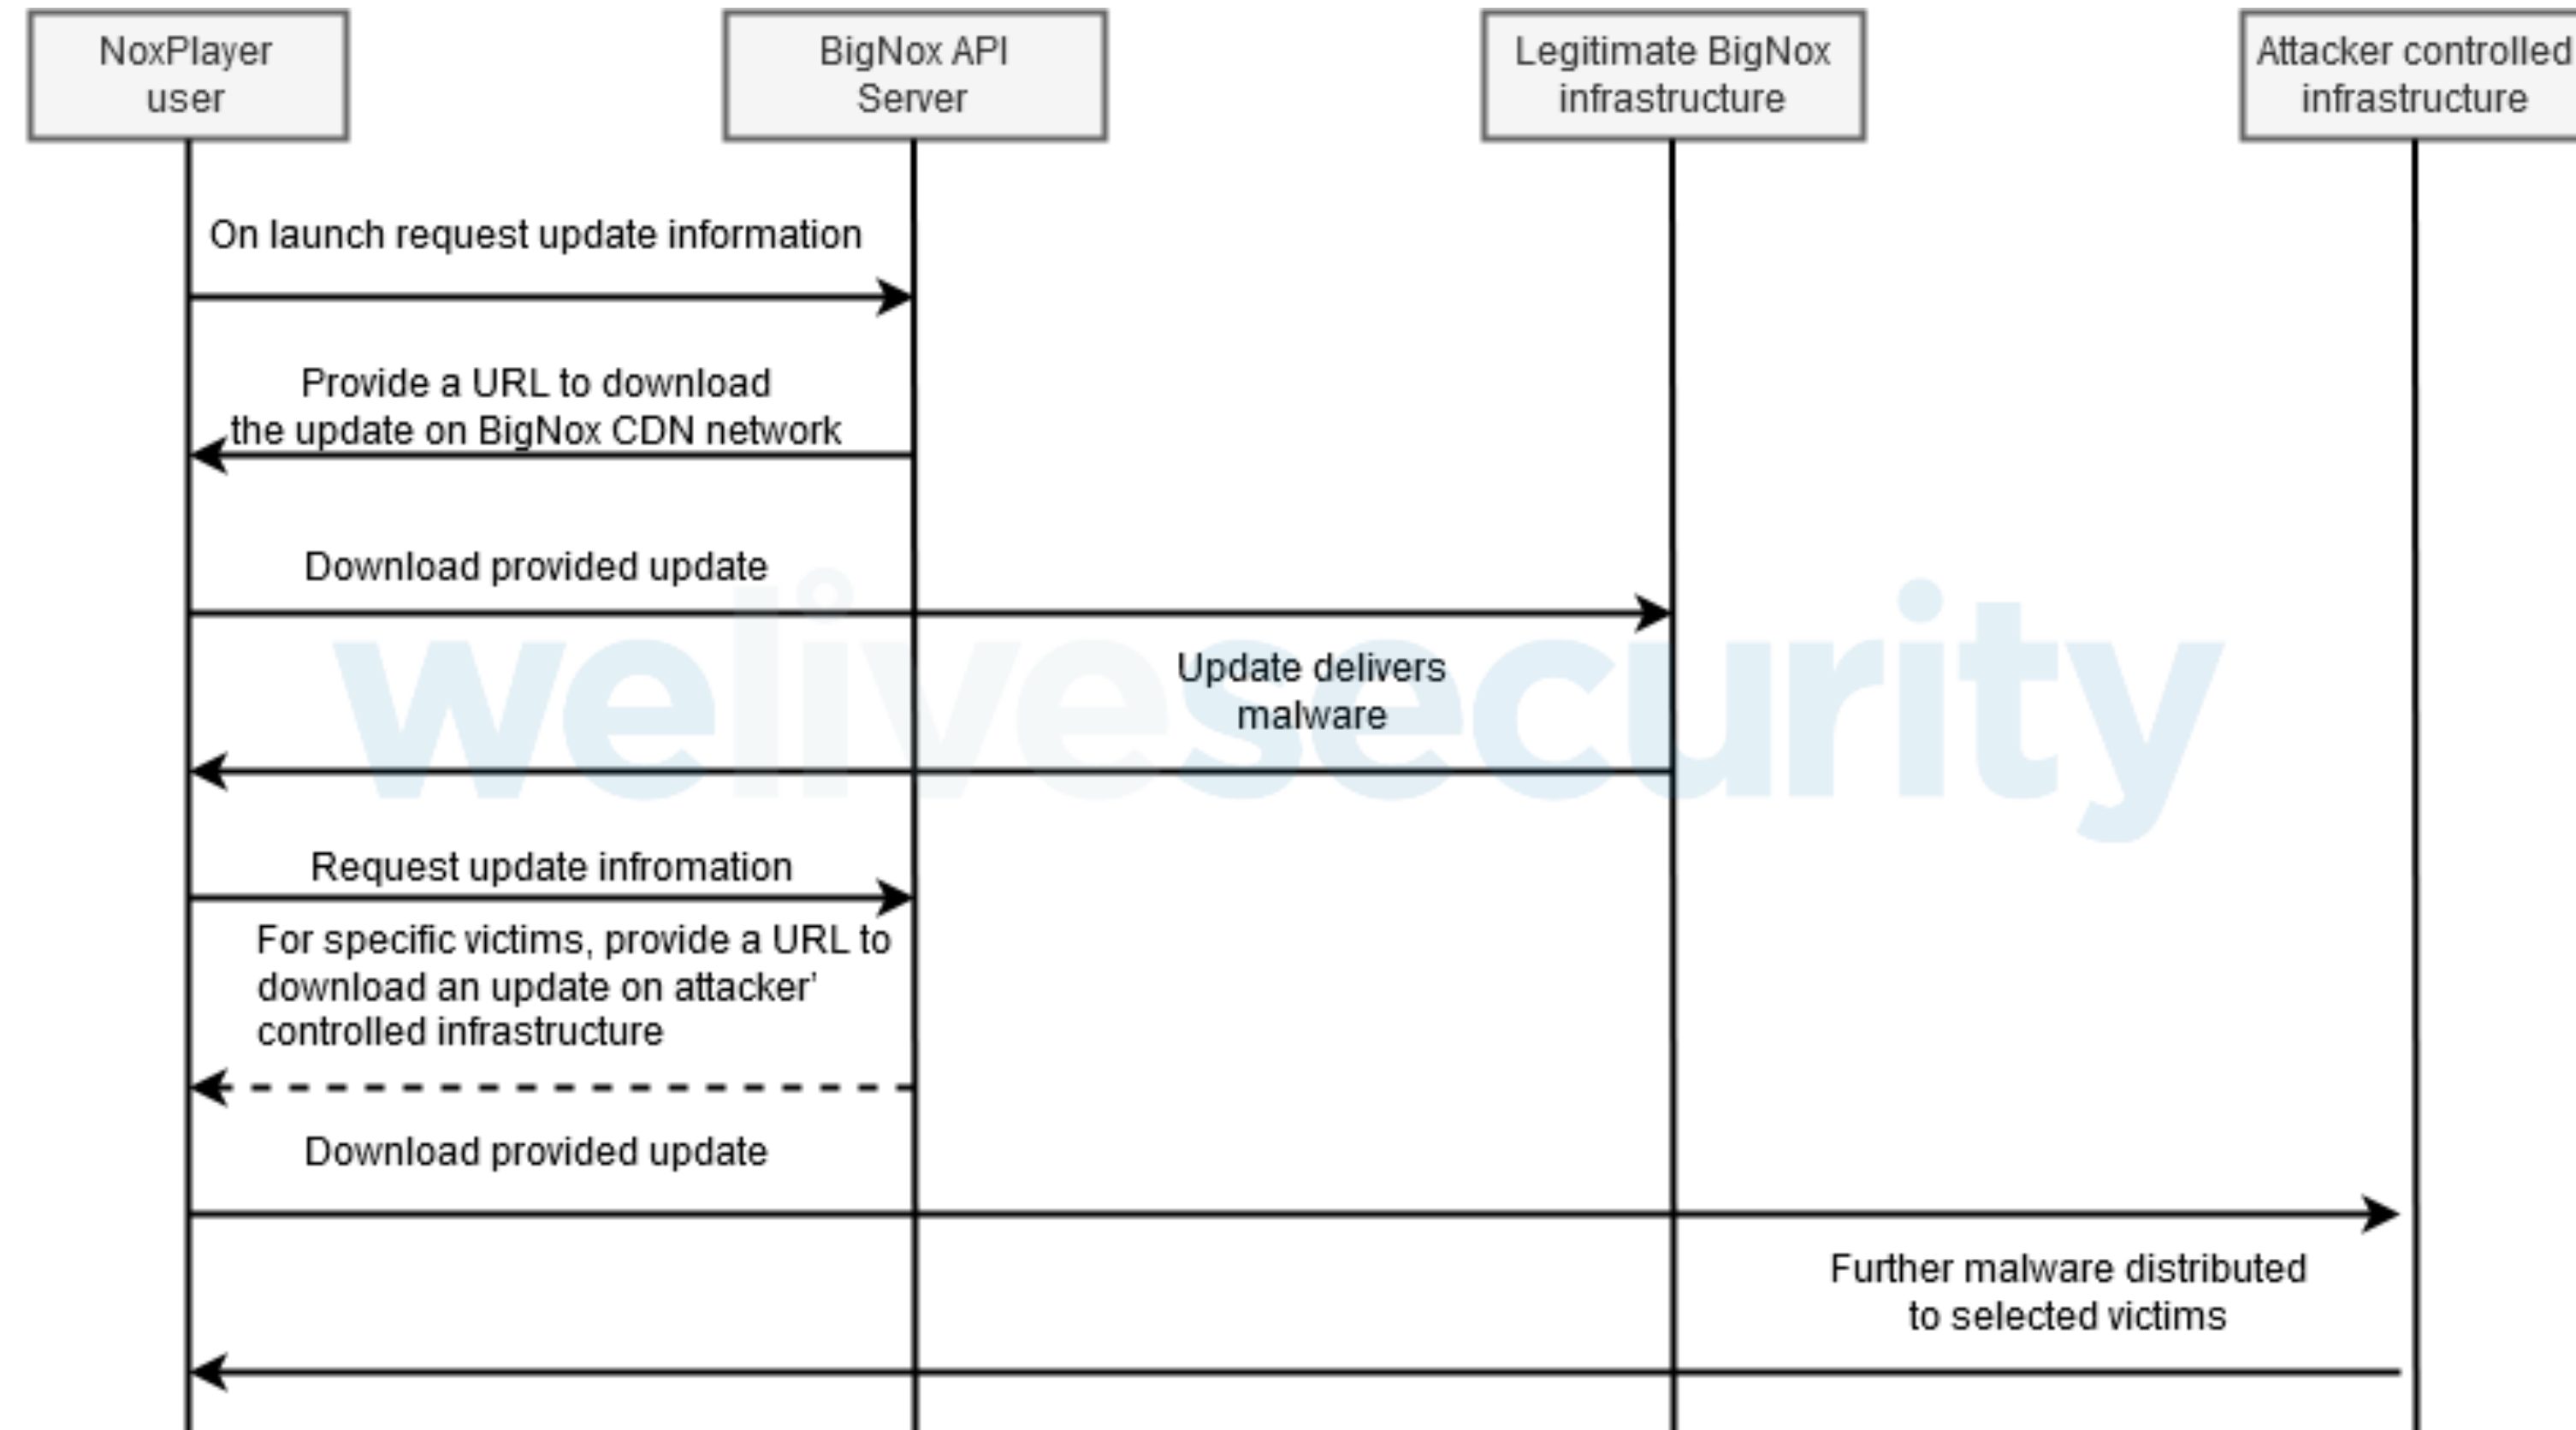 NoxPlayer
user
BigNox API
Server
Legitimate BigNox
infrastructure
Attacker controlled
infrastructure
On launch request update information
Provide a URL to download
the update on BigNox CDN network
Download provided update
Update delivers
malware
welivesecurity
Request update infromation
For specific victims, provide a URL to
download an update on attacker'
controlled infrastructure
Download provided update
Further malware distributed
to selected victims